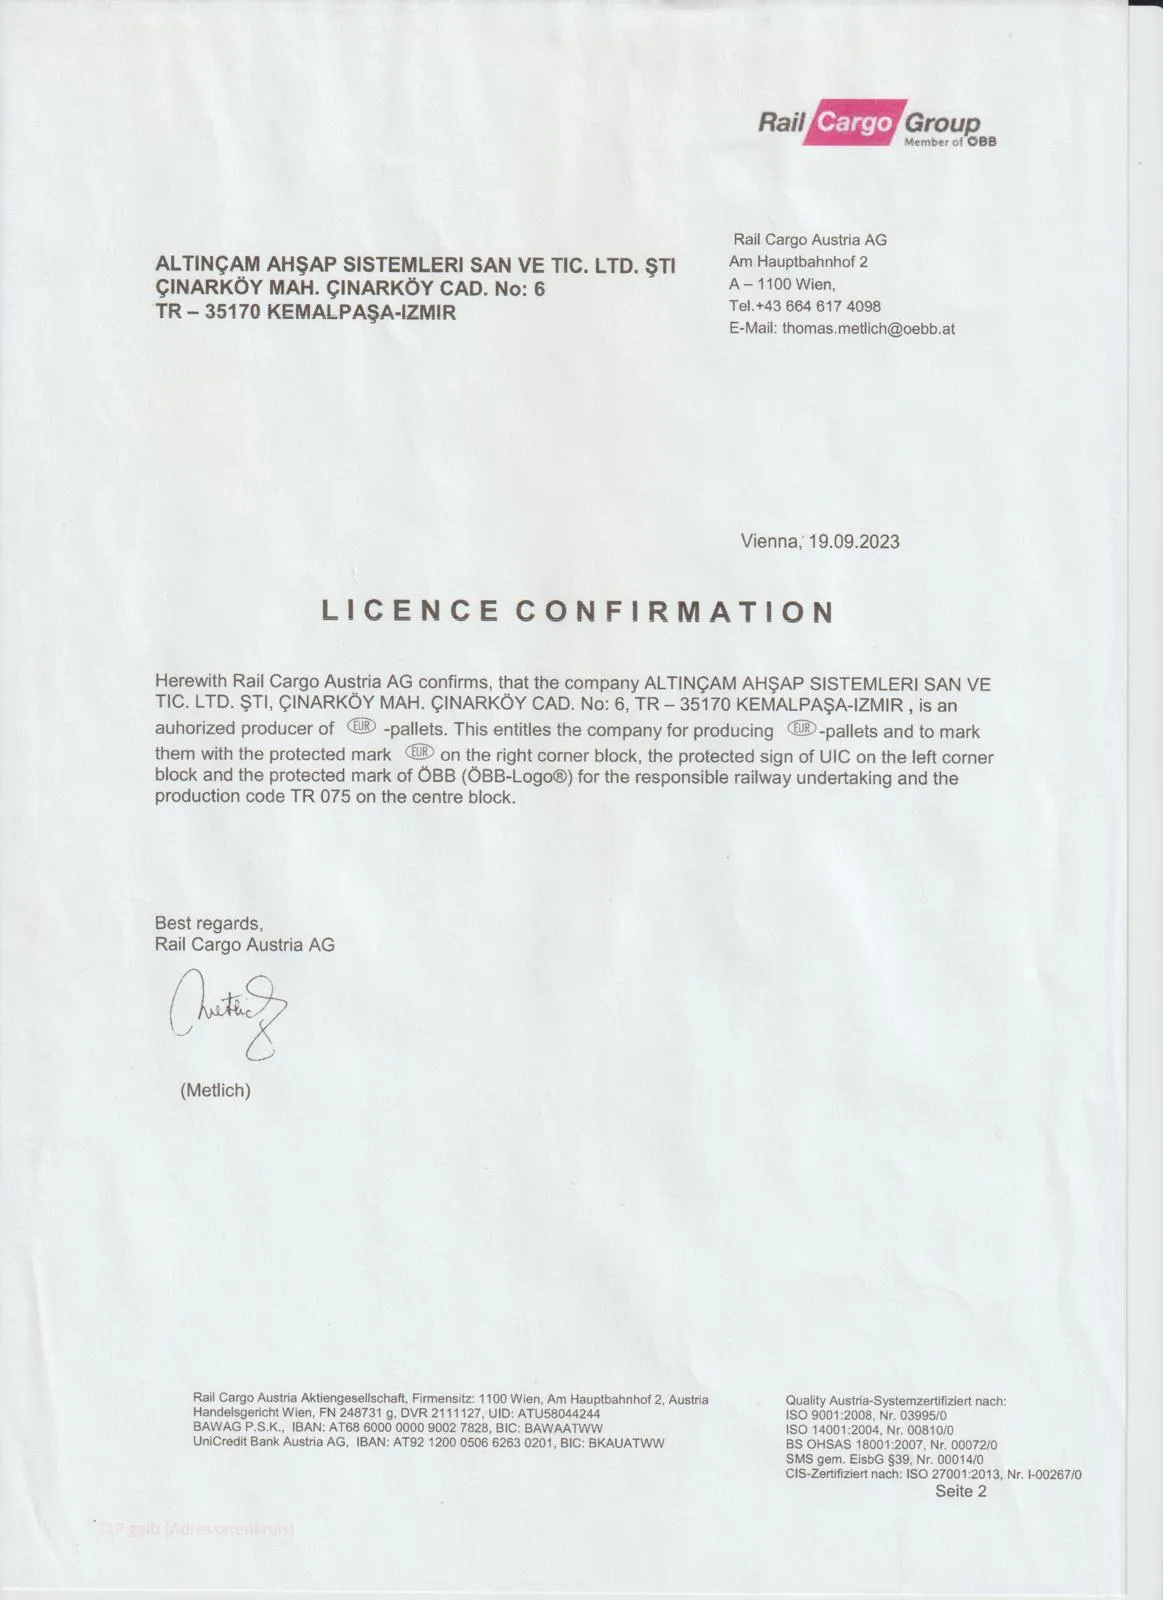 Rail Cargo Group
Member of ÖBB
ALTINÇAM AHŞAP SISTEMLERI SAN VE TIC. LTD. ŞTI
ÇINARKÖY MAH. ÇINARKÖY CAD. No: 6
TR – 35170 KEMALPAŞA-IZMIR
Rail Cargo Austria AG
Am Hauptbahnhof 2
A – 1100 Wien,
Tel.+43 664 617 4098
E-Mail: thomas.metlich@oebb.at
Vienna, 19.09.2023
LICENCE CONFIRMATION
Herewith Rail Cargo Austria AG confirms, that the company ALTINÇAM AHŞAP SISTEMLERI SAN VE
TIC. LTD. ŞTI, ÇINARKÖY MAH. ÇINARKÖY CAD. No: 6, TR – 35170 KEMALPAŞA-IZMIR , is an
auhorized producer of EUR -pallets. This entitles the company for producing EUR-pallets and to mark
them with the protected mark EUR on the right corner block, the protected sign of UIC on the left corner
block and the protected mark of ÖBB (ÖBB-Logo®) for the responsible railway undertaking and the
production code TR 075 on the centre block.
Best regards,
Rail Cargo Austria AG
Metlich
(Metlich)
Rail Cargo Austria Aktiengesellschaft, Firmensitz: 1100 Wien, Am Hauptbahnhof 2, Austria
Handelsgericht Wien, FN 248731 g, DVR 2111127, UID: ATU58044244
BAWAG P.S.K., IBAN: AT68 6000 0000 9002 7828, BIC: BAWAATWW
UniCredit Bank Austria AG, IBAN: AT92 1200 0506 6263 0201, BIC: BKAUATWW
Quality Austria-Systemzertifiziert nach:
ISO 9001:2008, Nr. 03995/0
ISO 14001:2004, Nr. 00810/0
BS OHSAS 18001:2007, Nr. 00072/0
SMS gem. EisbG §39, Nr. 00014/0
CIS-Zertifiziert nach: ISO 27001:2013, Nr. I-00267/0
Seite 2
TLP gelb (Adressatenkreis)